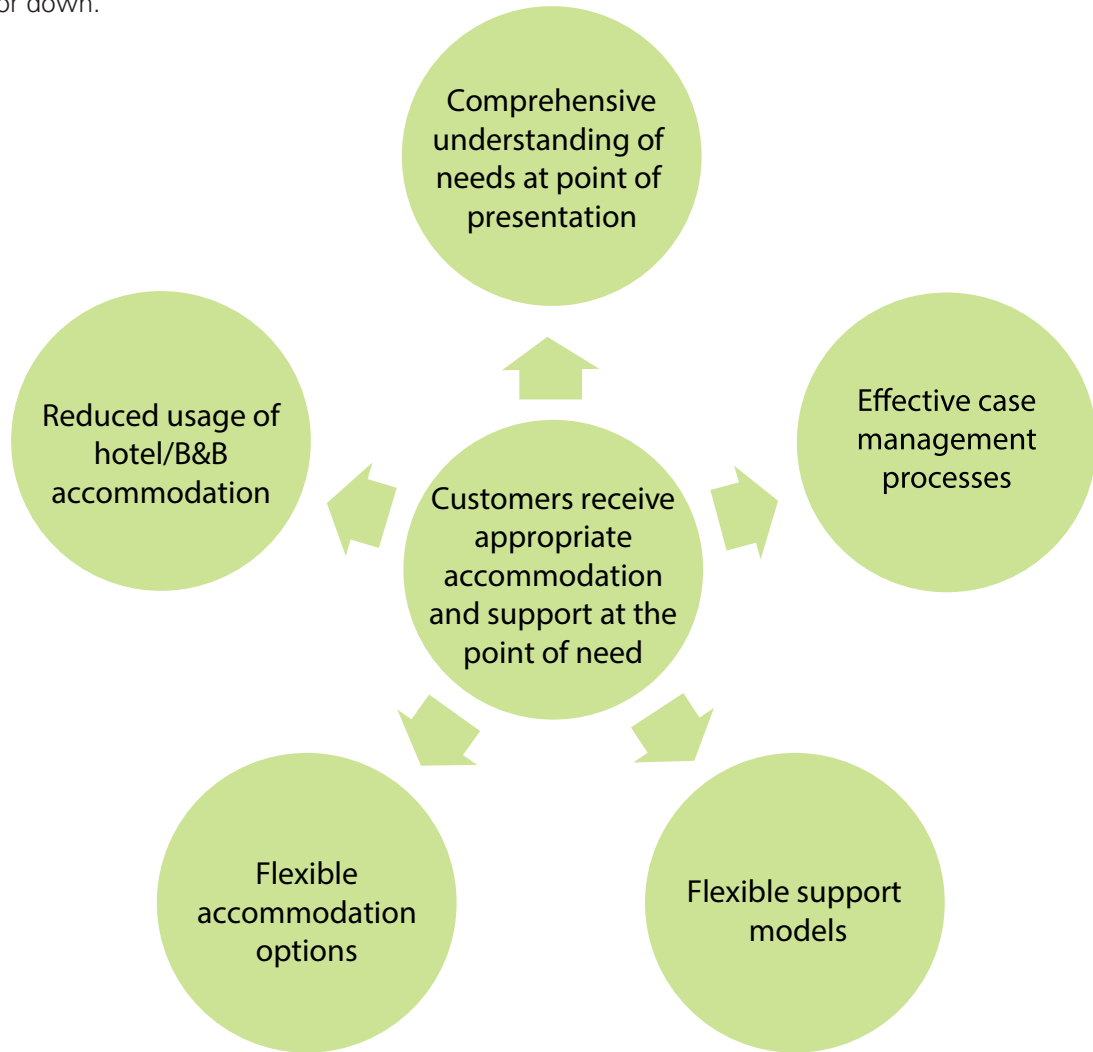 or down.
Comprehensive
understanding of
needs at point of
presentation
Reduced usage of
hotel/B&B
accommodation
Effective case
management
processes
Customers receive
appropriate
accommodation
and support at the
point of need
Flexible
accommodation
options
Flexible support
models